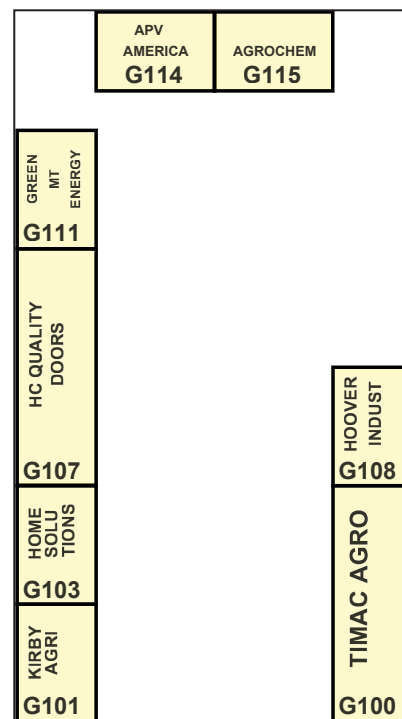 APV
AMERICA
G114
AGROCHEM
G115
GREEN
MT
ENERGY
G111
HC QUALITY
DOORS
G107
HOOVER
INDUST
G108
HOME
SOLU
TIONS
G103
TIMAC AGRO
G100
KIRBY
AGRI
G101